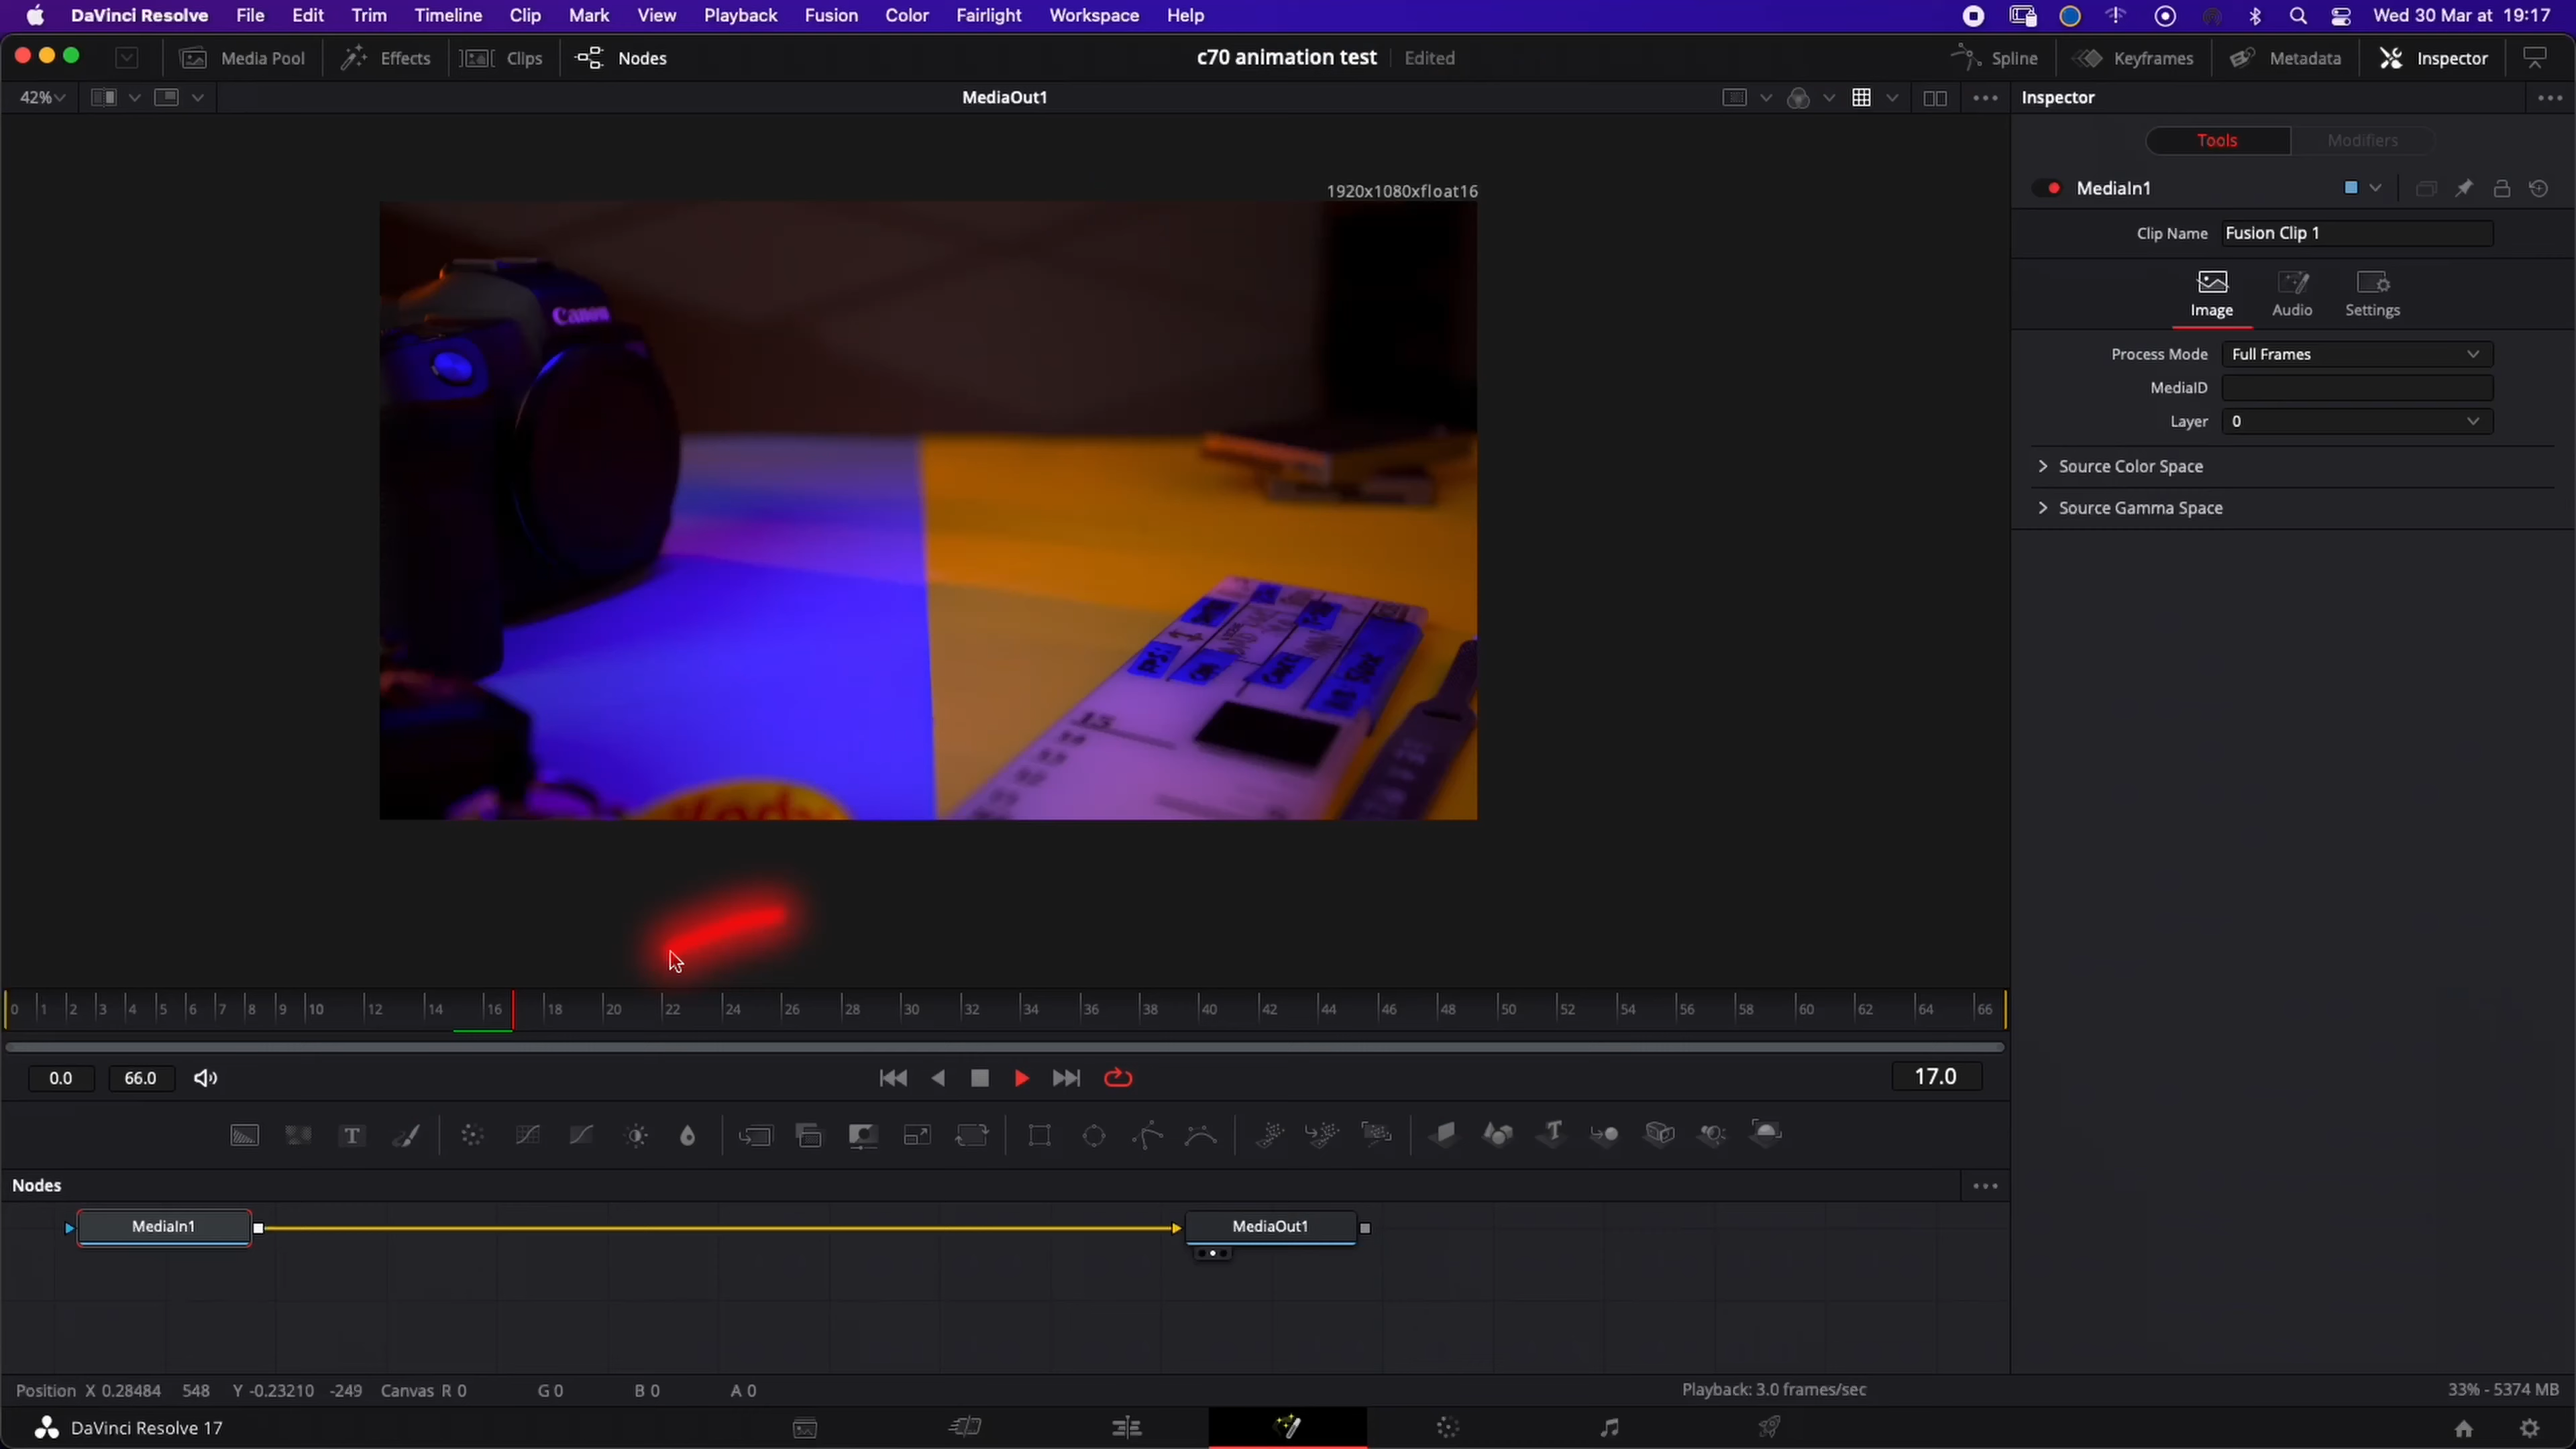 DaVinci Resolve File Edit Trim Timeline Clip Mark View Playback Fusion Color Fairlight Workspace Help Wed 30 Mar at 19:17
Media Pool Effects Clips Nodes c70 animation test Edited Spline Keyframes Metadata Inspector
42% MediaOut1 Inspector
Tools Modifiers
1920x1080xfloat16
MediaIn1
Clip Name Fusion Clip 1
Image Audio Settings
Process Mode Full Frames
MediaID
Layer 0
Source Color Space
Source Gamma Space
Canon
FPS:
15
0 1 2 3 4 5 6 7 8 9 10 12 14 16 18 20 22 24 26 28 30 32 34 36 38 40 42 44 46 48 50 52 54 56 58 60 62 64 66
0.0 66.0 17.0
T T
Nodes
MediaIn1 MediaOut1
Position X 0.28484 548 Y -0.23210 -249 Canvas R 0 G 0 B 0 A 0 Playback: 3.0 frames/sec 33% - 5374 MB
DaVinci Resolve 17